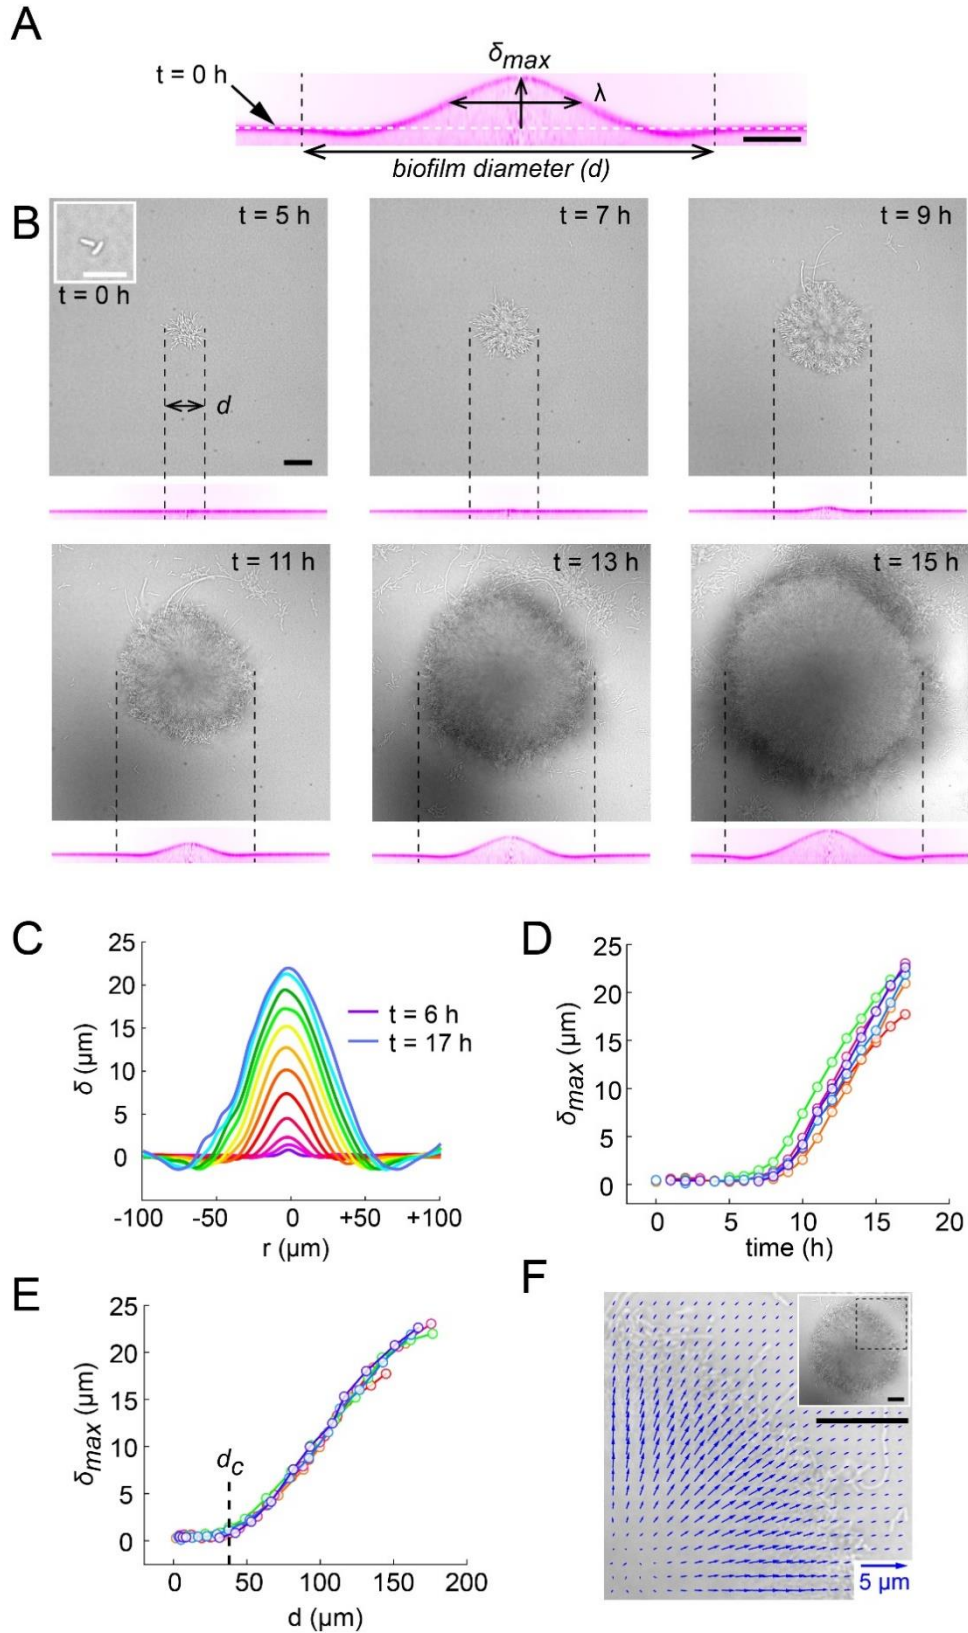 A
δmax
t = 0 h
λ
biofilm diameter (d)
B
t = 5 h
t = 7 h
t = 9 h
t = 0 h
d
t = 11 h
t = 13 h
t = 15 h
C
25
20
15
10
5
0
δ (µm)
t = 6 h
t = 17 h
-100
-50
0
+50
+100
r (µm)
D
25
20
15
10
5
0
δmax (µm)
0
5
10
15
20
time (h)
E
25
20
15
10
5
0
δmax (µm)
dc
0
50
100
150
200
d (µm)
F
5 µm